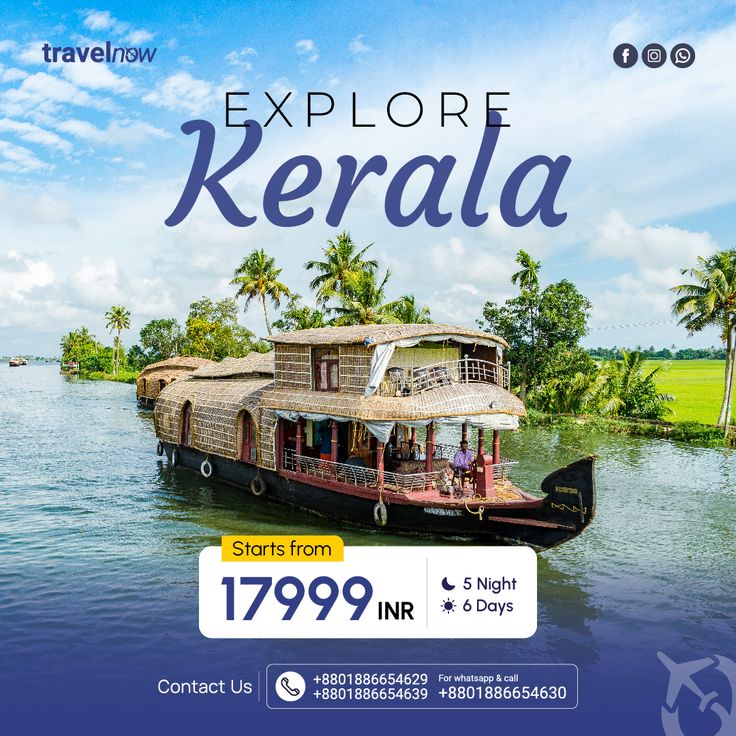 travelnow
EXPLORE
Kerala
Starts from
17999 INR
5 Night
6 Days
Contact Us
+8801886654629
+8801886654639
For whatsapp & call
+8801886654630